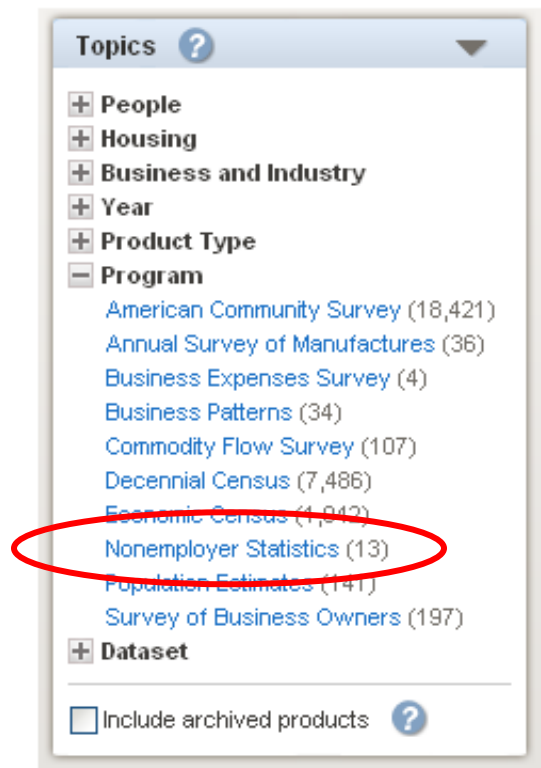 Topics ?
People
Housing
Business and Industry
Year
Product Type
Program
American Community Survey (18,421)
Annual Survey of Manufactures (36)
Business Expenses Survey (4)
Business Patterns (34)
Commodity Flow Survey (107)
Decennial Census (7,486)
Economic Census (1,942)
Nonemployer Statistics (13)
Population Estimates (141)
Survey of Business Owners (197)
Dataset
Include archived products ?